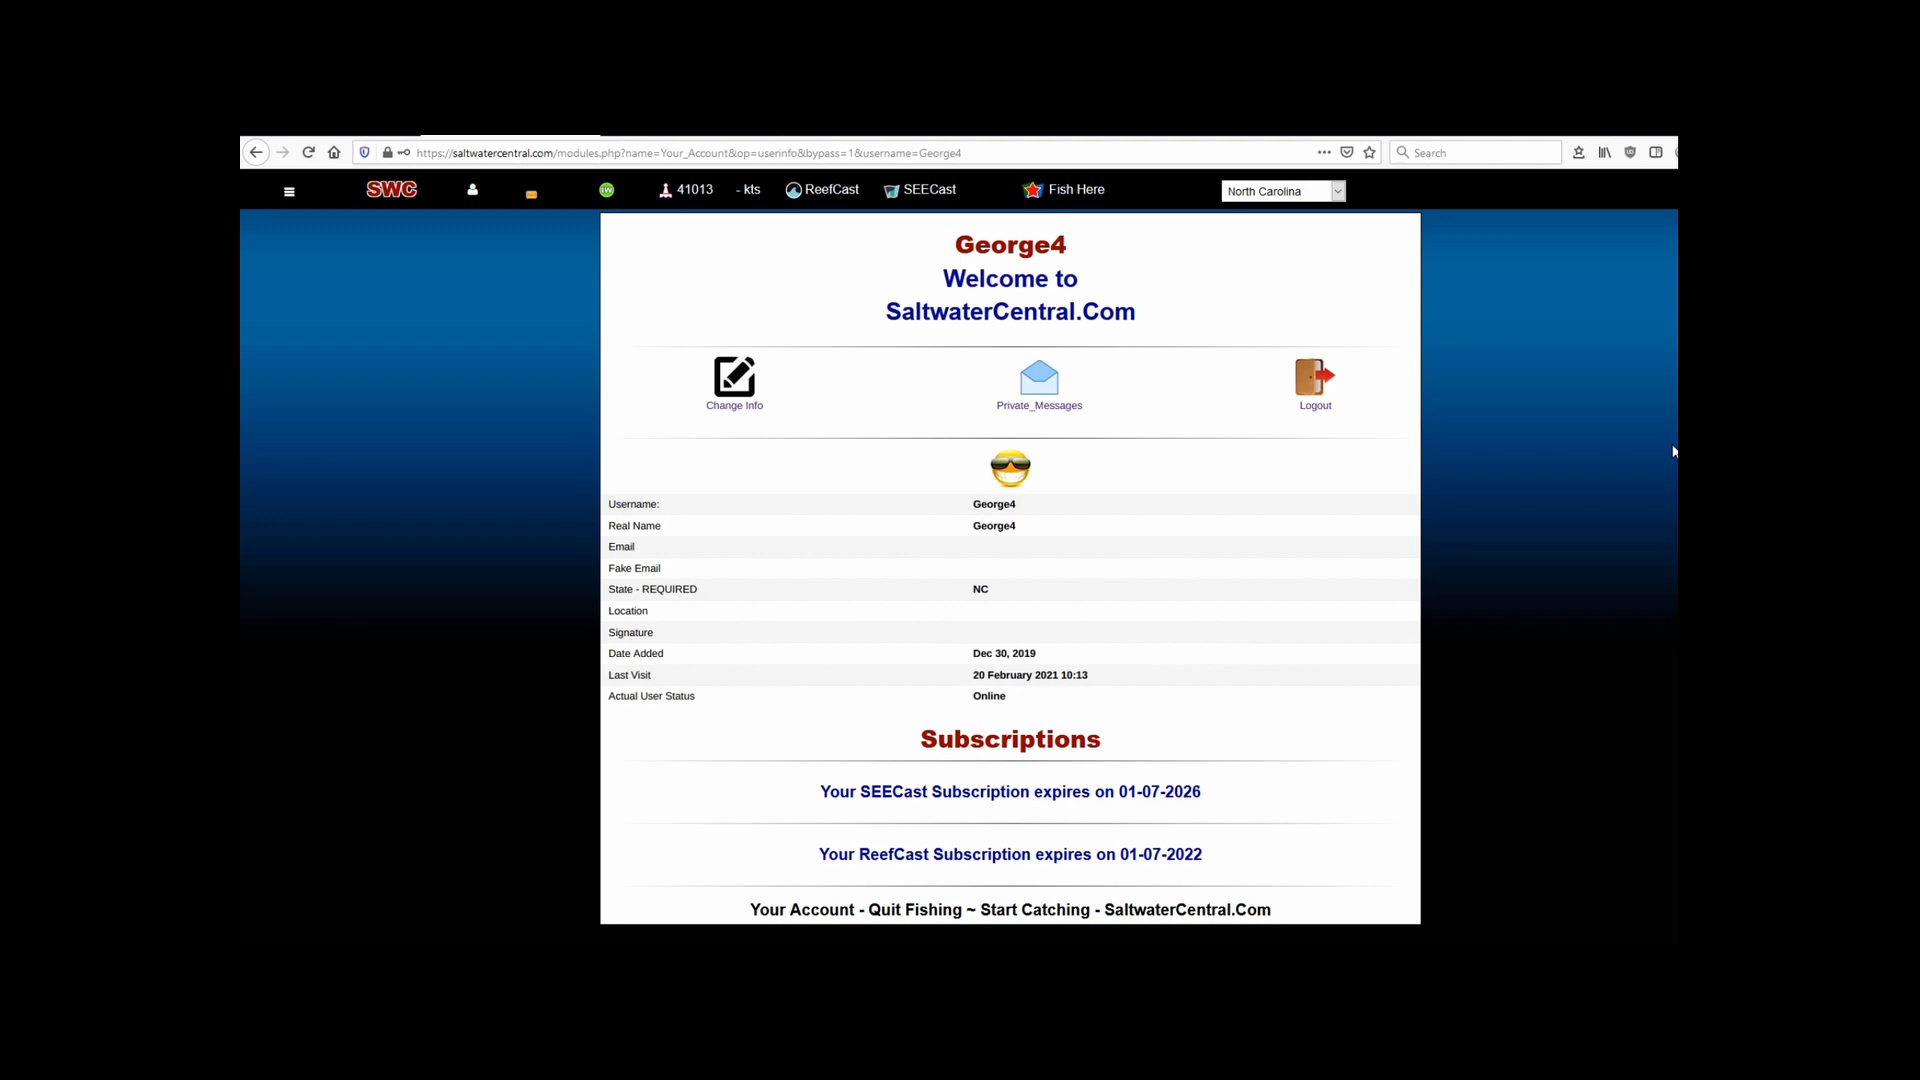 https://saltwatercentral.com/modules.php?name=Your_Account&op=userinfo&bypass=1&username=George4
Search
SWC
IW
41013
- kts
ReefCast
SEECast
Fish Here
North Carolina
George4
Welcome to
SaltwaterCentral.Com
Change Info
Private_Messages
Logout
Username: George4
Real Name George4
Email
Fake Email
State - REQUIRED NC
Location
Signature
Date Added Dec 30, 2019
Last Visit 20 February 2021 10:13
Actual User Status Online
Subscriptions
Your SEECast Subscription expires on 01-07-2026
Your ReefCast Subscription expires on 01-07-2022
Your Account - Quit Fishing ~ Start Catching - SaltwaterCentral.Com